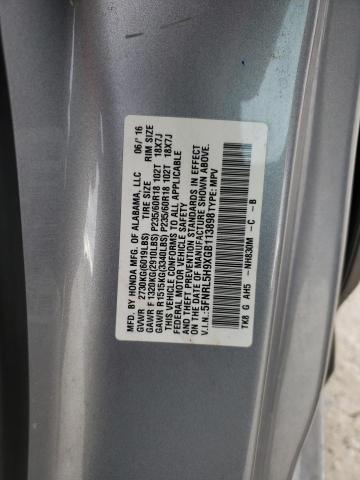 MFD. BY HONDA MFG. OF ALABAMA, LLC 06/ 16
TIRE SIZE RIM SIZE
GVWR 2730KG(6019LBS)
GAWR F 1320KG(2910LBS) P235/60R18 102T 18X7J
GAWR R 1515KG(3340LBS) P235/60R18 102T 18X7J
THIS VEHICLE CONFORMS TO ALL APPLICABLE
FEDERAL MOTOR VEHICLE SAFETY
AND THEFT PREVENTION STANDARDS IN EFFECT
ON THE DATE OF MANUFACTURE SHOWN ABOVE.
V.I.N.:5FNRL5H9XGB113898 TYPE: MPV
TK8 G AH5 -NH830M -C -B